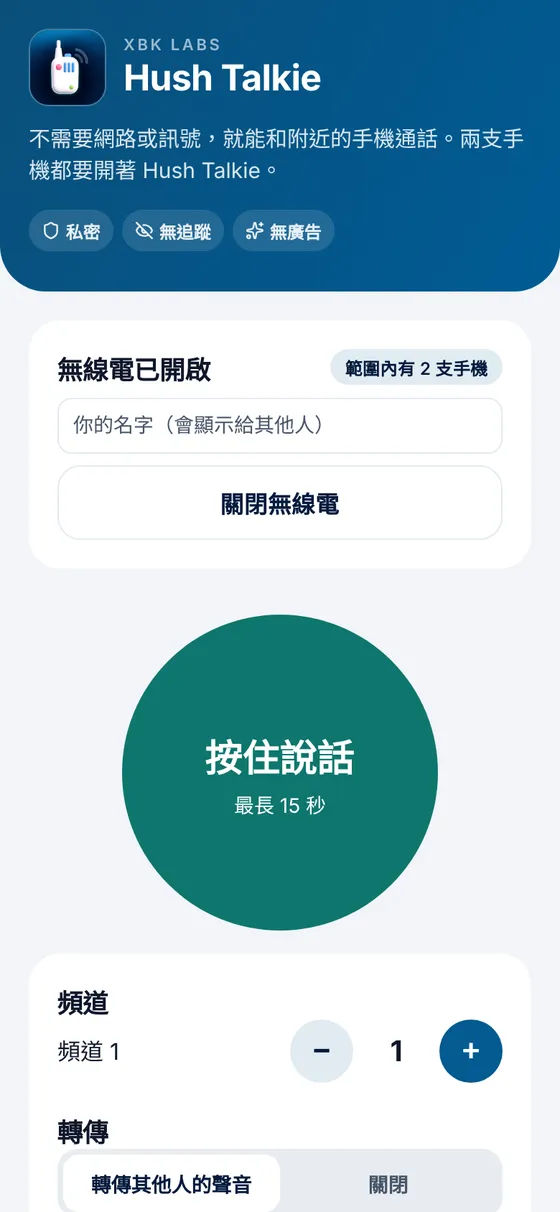 XBK LABS
Hush Talkie
不需要網路或訊號，就能和附近的手機通話。兩支手
機都要開著 Hush Talkie。
私密
無追蹤
無廣告
無線電已開啟
範圍內有 2 支手機
你的名字（會顯示給其他人）
關閉無線電
按住說話
最長 15 秒
頻道
頻道 1
−
1
+
轉傳
轉傳其他人的聲音
關閉